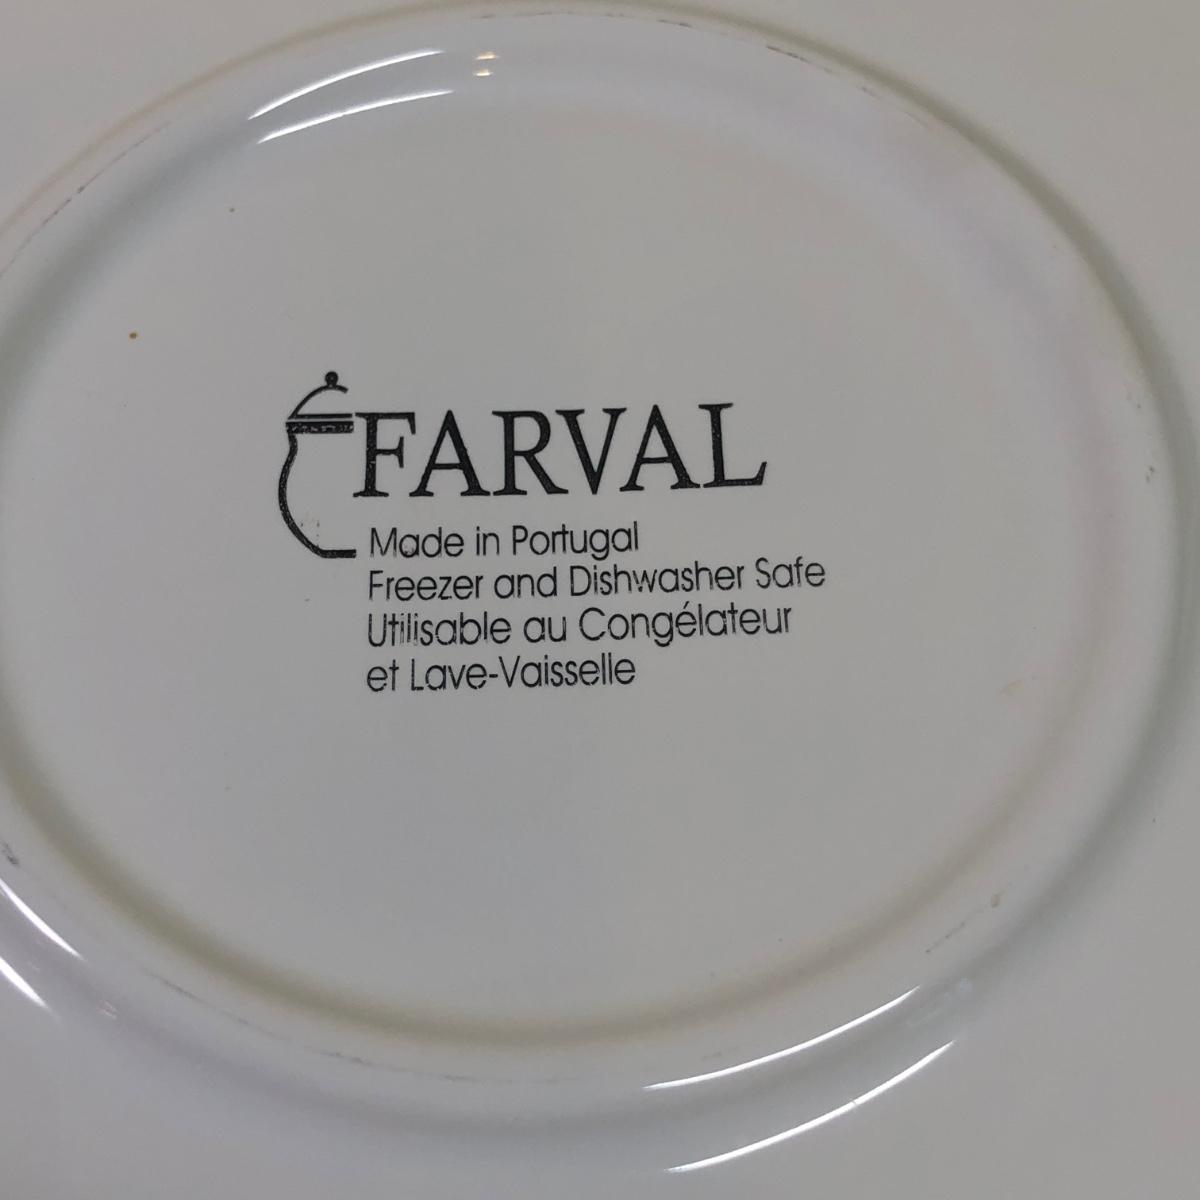 FARVAL
Made in Portugal
Freezer and Dishwasher Safe
Utilisable au Congélateur
et Lave-Vaisselle